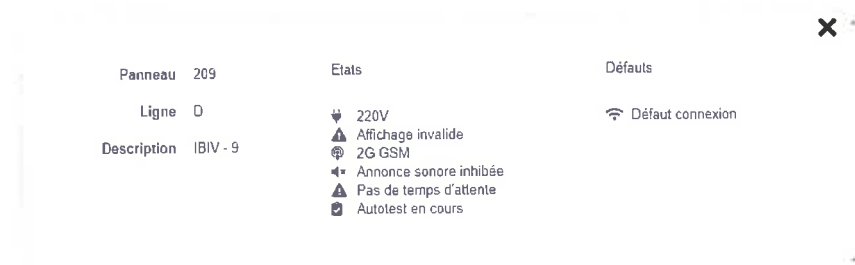 Panneau 209
Ligne D
Description IBIV - 9
Etats
220V
Affichage invalide
2G GSM
Annonce sonore inhibée
Pas de temps d'attente
Autotest en cours
Défauts
Défaut connexion